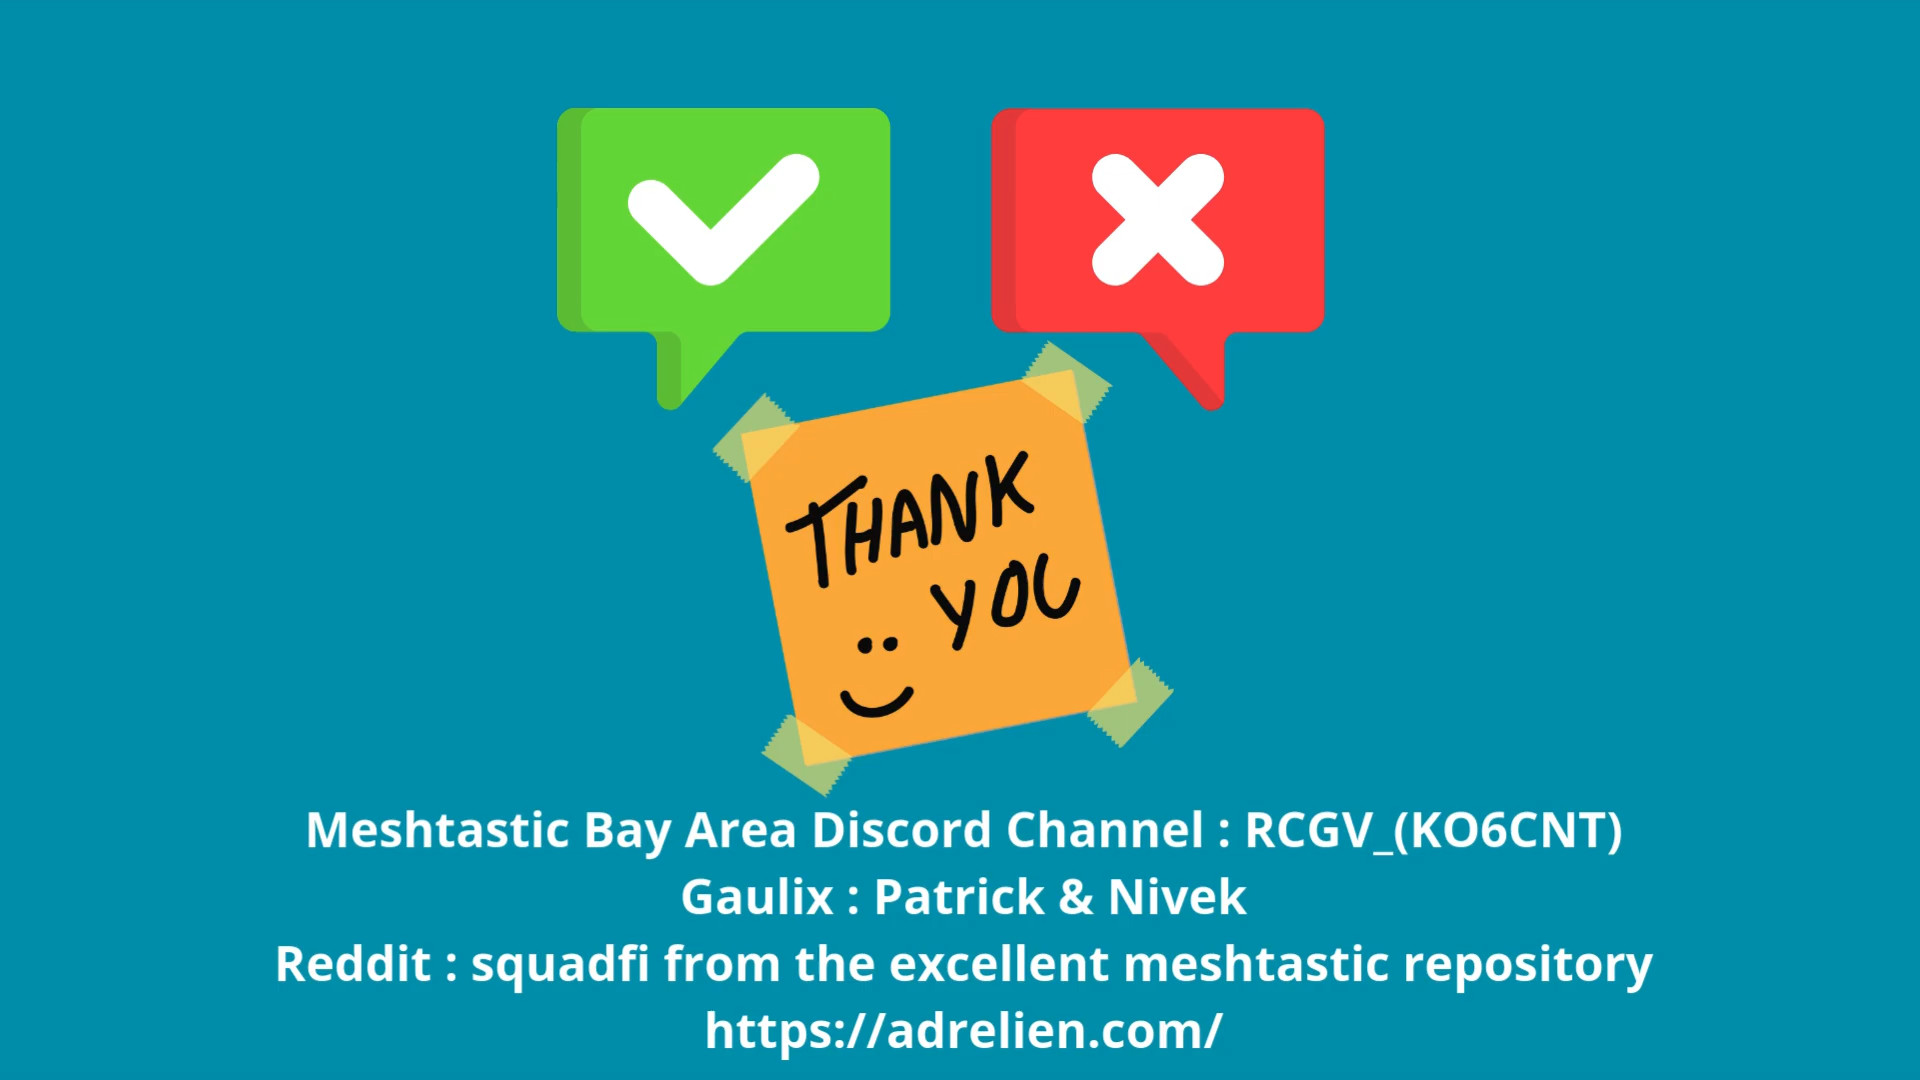 THANK
YOU
Meshtastic Bay Area Discord Channel : RCGV_(KO6CNT)
Gaulix : Patrick & Nivek
Reddit : squadfi from the excellent meshtastic repository
https://adrelien.com/